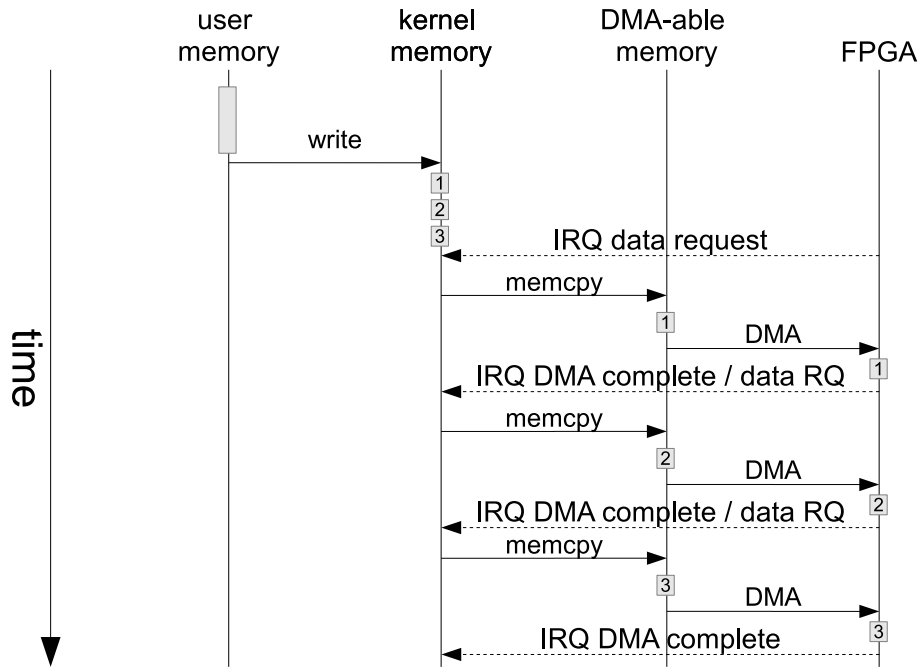 user
memory
kernel
memory
DMA-able
memory
FPGA
write
1
2
3
IRQ data request
memcpy
1
DMA
1
IRQ DMA complete / data RQ
memcpy
2
DMA
2
IRQ DMA complete / data RQ
memcpy
3
DMA
3
IRQ DMA complete
time